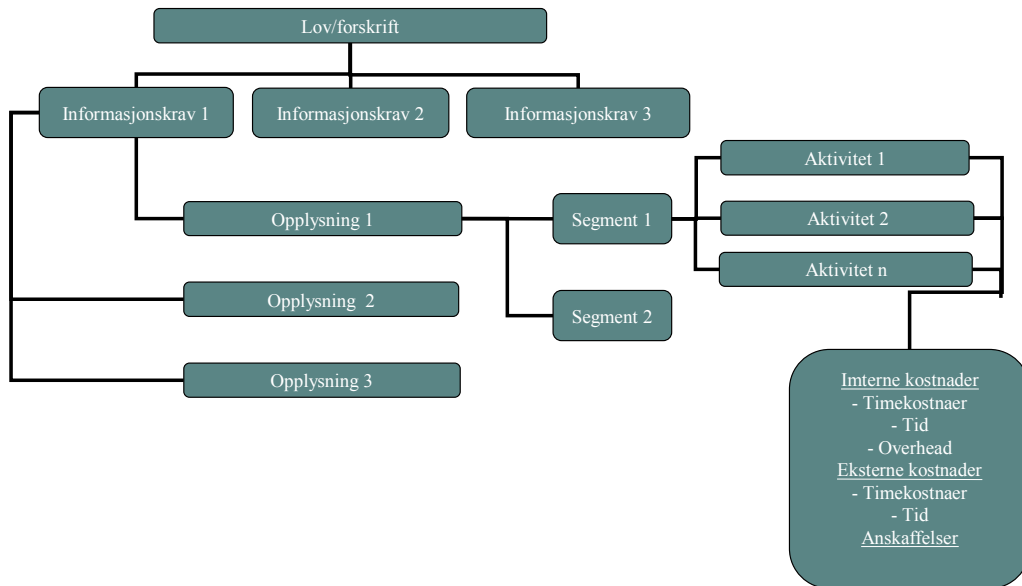 Lov/forskrift
Informasjonskrav 1
Informasjonskrav 2
Informasjonskrav 3
Opplysning 1
Opplysning  2
Opplysning 3
Segment 1
Segment 2
Aktivitet 1
Aktivitet 2
Aktivitet n
Imterne kostnader
- Timekostnaer
- Tid
- Overhead
Eksterne kostnader
- Timekostnaer
- Tid
Anskaffelser